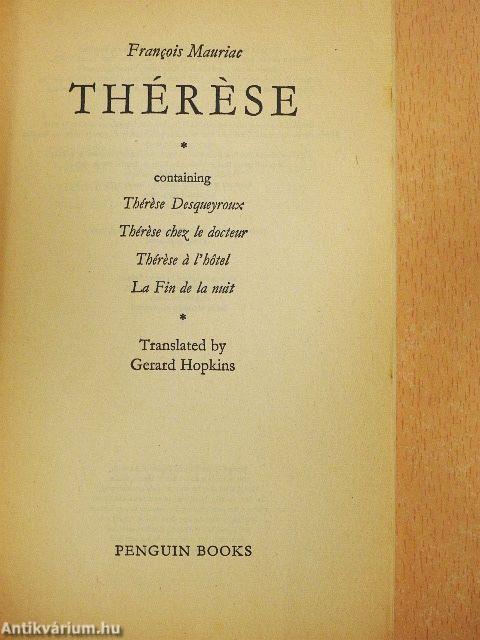 François Mauriac
THÉRÈSE
*
containing
Thérèse Desqueyroux
Thérèse chez le docteur
Thérèse à l'hôtel
La Fin de la nuit
*
Translated by
Gerard Hopkins
PENGUIN BOOKS
Antikvárium.hu